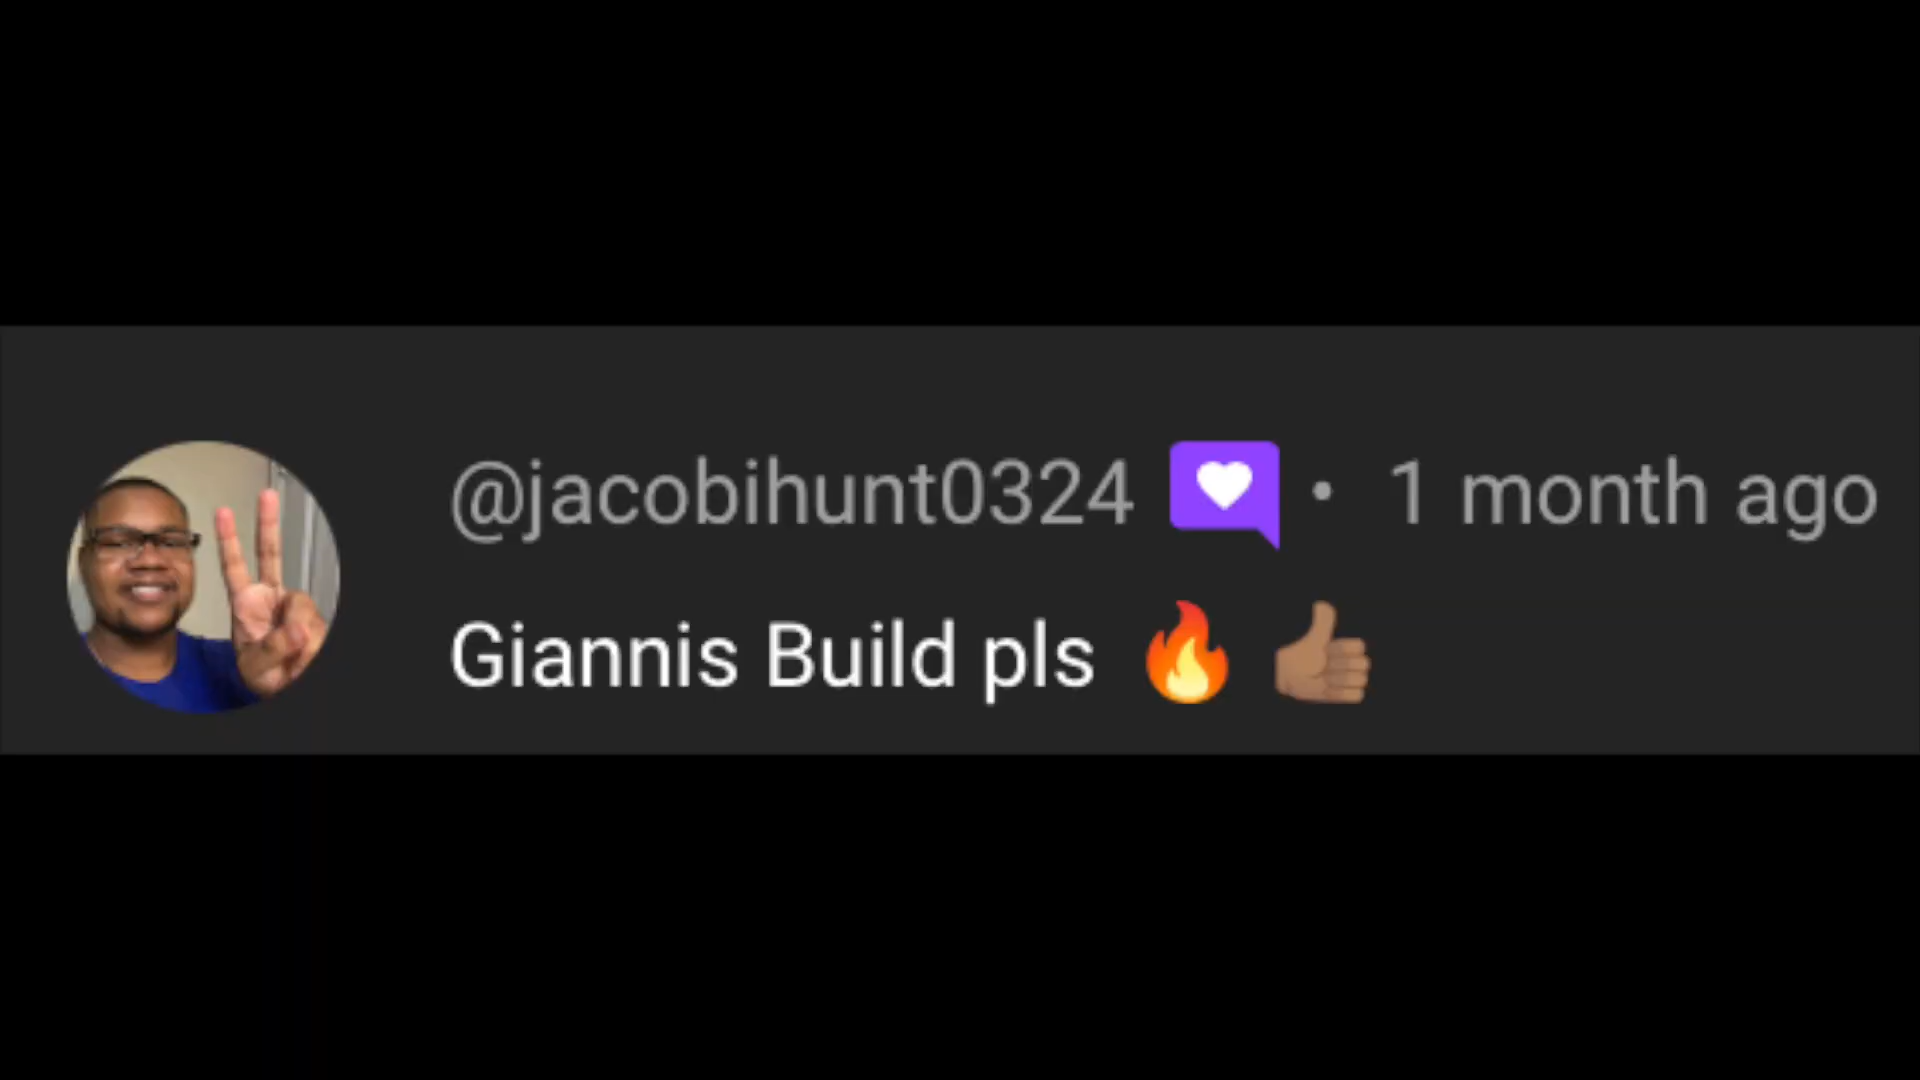 @jacobihunt0324 • 1 month ago
Giannis Build pls 🔥 👍🏽